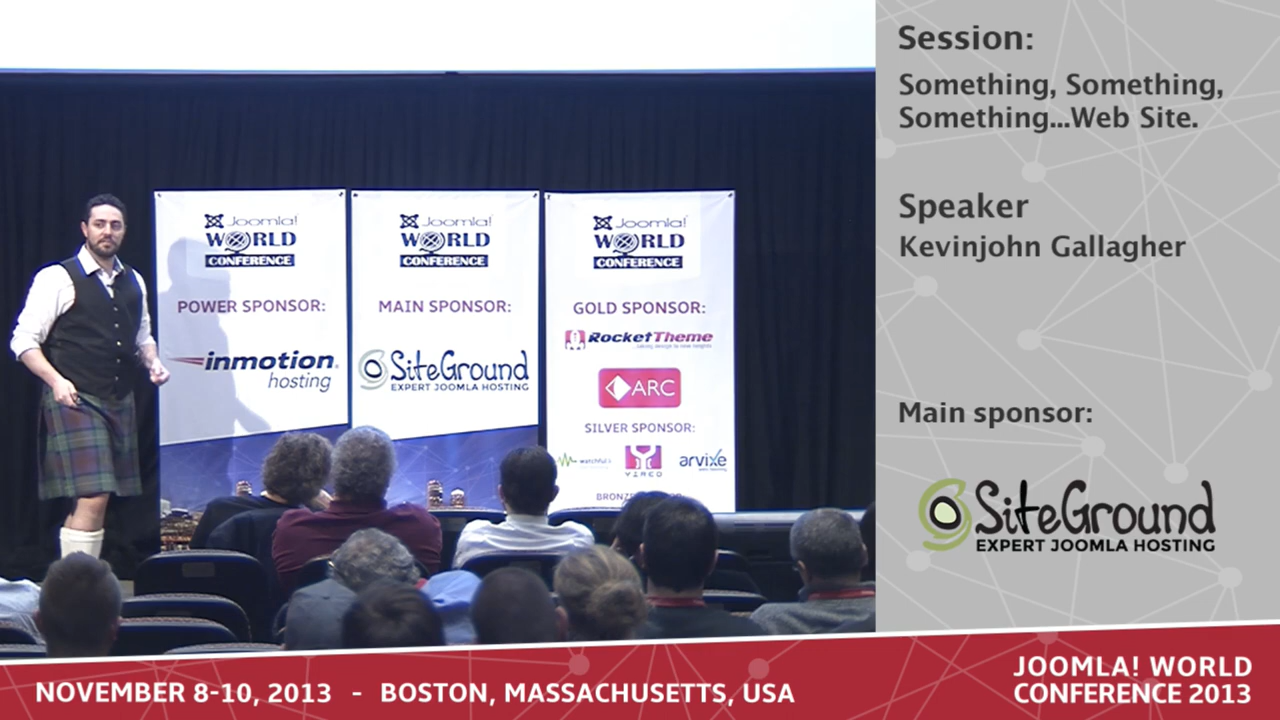 Joomla!
WORLD
CONFERENCE
POWER SPONSOR:
inmotion
hosting
Joomla!
WORLD
CONFERENCE
MAIN SPONSOR:
SiteGround
EXPERT JOOMLA HOSTING
Joomla!
WORLD
CONFERENCE
GOLD SPONSOR:
RocketTheme
ARC
SILVER SPONSOR:
watchful
arvixe
BRONZE
Session:
Something, Something,
Something...Web Site.
Speaker
Kevinjohn Gallagher
Main sponsor:
SiteGround
EXPERT JOOMLA HOSTING
NOVEMBER 8-10, 2013 - BOSTON, MASSACHUSETTS, USA
JOOMLA! WORLD
CONFERENCE 2013